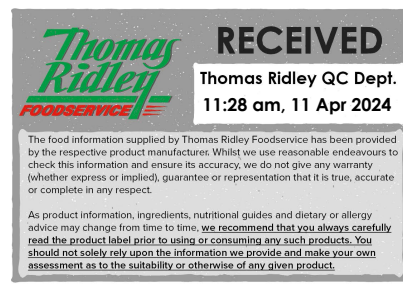 Thomas
Ridley
FOODSERVICE
RECEIVED
Thomas Ridley QC Dept.
11:28 am, 11 Apr 2024
The food information supplied by Thomas Ridley Foodservice has been provided
by the respective product manufacturer. Whilst we use reasonable endeavours to
check this information and ensure its accuracy, we do not give any warranty
(whether express or implied), guarantee or representation that it is true, accurate
or complete in any respect.
As product information, ingredients, nutritional guides and dietary or allergy
advice may change from time to time, we recommend that you always carefully
read the product label prior to using or consuming any such products. You
should not solely rely upon the information we provide and make your own
assessment as to the suitability or otherwise of any given product.